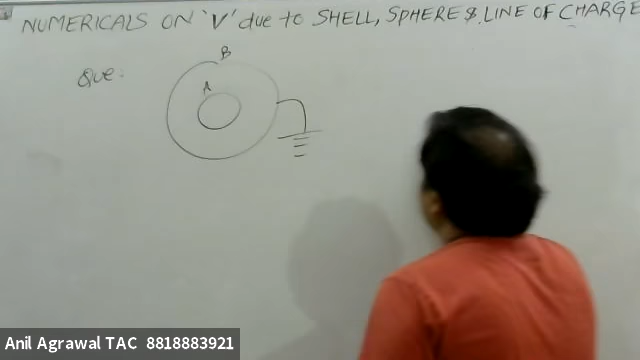 NUMERICALS ON 'V' due to SHELL, SPHERE & LINE OF CHARGE
Que:
B
A
Anil Agrawal TAC 8818883921